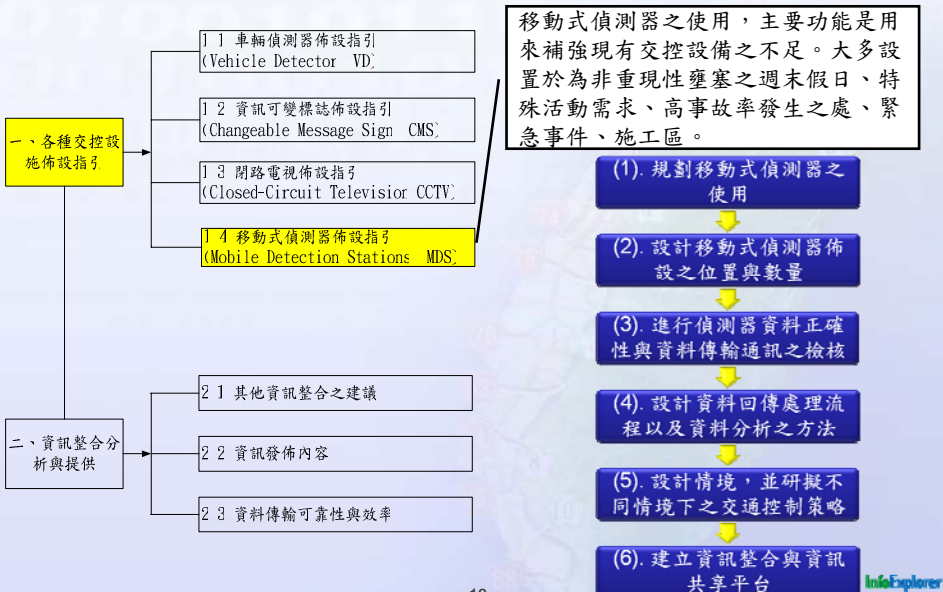 一、各種交控設
施佈設指引
1 1 車輛偵測器佈設指引
(Vehicle Detector VD)
1 2 資訊可變標誌佈設指引
(Changeable Message Sign CMS)
1 3 閉路電視佈設指引
(Closed-Circuit Television CCTV)
1 4 移動式偵測器佈設指引
(Mobile Detection Stations MDS)
二、資訊整合分
析與提供
2 1 其他資訊整合之建議
2 2 資訊發佈內容
2 3 資料傳輸可靠性與效率
移動式偵測器之使用，主要功能是用
來補強現有交控設備之不足。大多設
置於為非重現性壅塞之週末假日、特
殊活動需求、高事故率發生之處、緊
急事件、施工區。
(1). 規劃移動式偵測器之
使用
(2). 設計移動式偵測器佈
設之位置與數量
(3). 進行偵測器資料正確
性與資料傳輸通訊之檢核
(4). 設計資料回傳處理流
程以及資料分析之方法
(5). 設計情境，並研擬不
同情境下之交通控制策略
(6). 建立資訊整合與資訊
共享平台
InfoExplorer